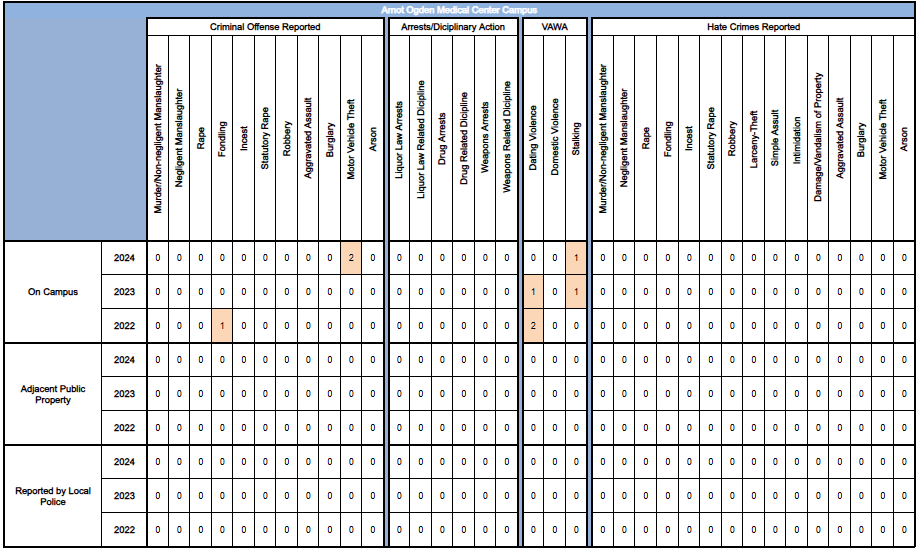 Arnot Ogden Medical Center Campus
Criminal Offense Reported Arrests/Diciplinary Action VAWA Hate Crimes Reported
Murder/Non-negligent Manslaughter Negligent Manslaughter Rape Fondling Incest Statutory Rape Robbery Aggravated Assault Burglary Motor Vehicle Theft Arson Liquor Law Arrests Liquor Law Related Dicipline Drug Arrests Drug Related Dicipline Weapons Arrests Weapons Related Dicipline Dating Violence Domestic Violence Stalking Murder/Non-negligent Manslaughter Negligent Manslaughter Rape Fondling Incest Statutory Rape Robbery Larceny-Theft Simple Assult Intimidation Damage/Vandalism of Property Aggravated Assault Burglary Motor Vehicle Theft Arson
2024 0 0 0 0 0 0 0 0 0 2 0 0 0 0 0 0 0 0 0 1 0 0 0 0 0 0 0 0 0 0 0 0 0 0 0
On Campus 2023 0 0 0 0 0 0 0 0 0 0 0 0 0 0 0 0 0 1 0 1 0 0 0 0 0 0 0 0 0 0 0 0 0 0 0
2022 0 0 0 1 0 0 0 0 0 0 0 0 0 0 0 0 0 2 0 0 0 0 0 0 0 0 0 0 0 0 0 0 0 0 0
2024 0 0 0 0 0 0 0 0 0 0 0 0 0 0 0 0 0 0 0 0 0 0 0 0 0 0 0 0 0 0 0 0 0 0 0
Adjacent Public
Property 2023 0 0 0 0 0 0 0 0 0 0 0 0 0 0 0 0 0 0 0 0 0 0 0 0 0 0 0 0 0 0 0 0 0 0 0
2022 0 0 0 0 0 0 0 0 0 0 0 0 0 0 0 0 0 0 0 0 0 0 0 0 0 0 0 0 0 0 0 0 0 0 0
2024 0 0 0 0 0 0 0 0 0 0 0 0 0 0 0 0 0 0 0 0 0 0 0 0 0 0 0 0 0 0 0 0 0 0 0
Reported by Local
Police 2023 0 0 0 0 0 0 0 0 0 0 0 0 0 0 0 0 0 0 0 0 0 0 0 0 0 0 0 0 0 0 0 0 0 0 0
2022 0 0 0 0 0 0 0 0 0 0 0 0 0 0 0 0 0 0 0 0 0 0 0 0 0 0 0 0 0 0 0 0 0 0 0